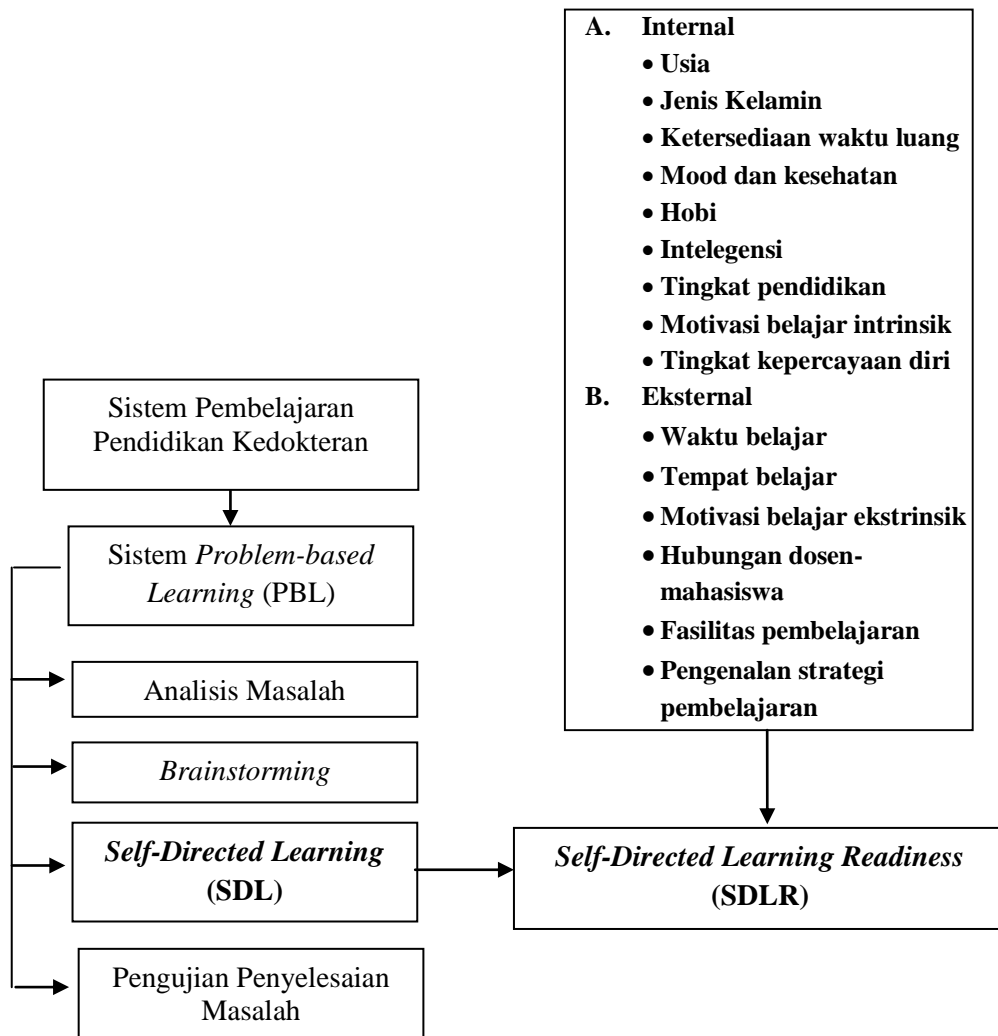 A. Internal
• Usia
• Jenis Kelamin
• Ketersediaan waktu luang
• Mood dan kesehatan
• Hobi
• Intelegensi
• Tingkat pendidikan
• Motivasi belajar intrinsik
• Tingkat kepercayaan diri
B. Eksternal
• Waktu belajar
• Tempat belajar
• Motivasi belajar ekstrinsik
• Hubungan dosen-
mahasiswa
• Fasilitas pembelajaran
• Pengenalan strategi
pembelajaran
Sistem Pembelajaran
Pendidikan Kedokteran
Sistem Problem-based
Learning (PBL)
Analisis Masalah
Brainstorming
Self-Directed Learning
(SDL)
Self-Directed Learning Readiness
(SDLR)
Pengujian Penyelesaian
Masalah